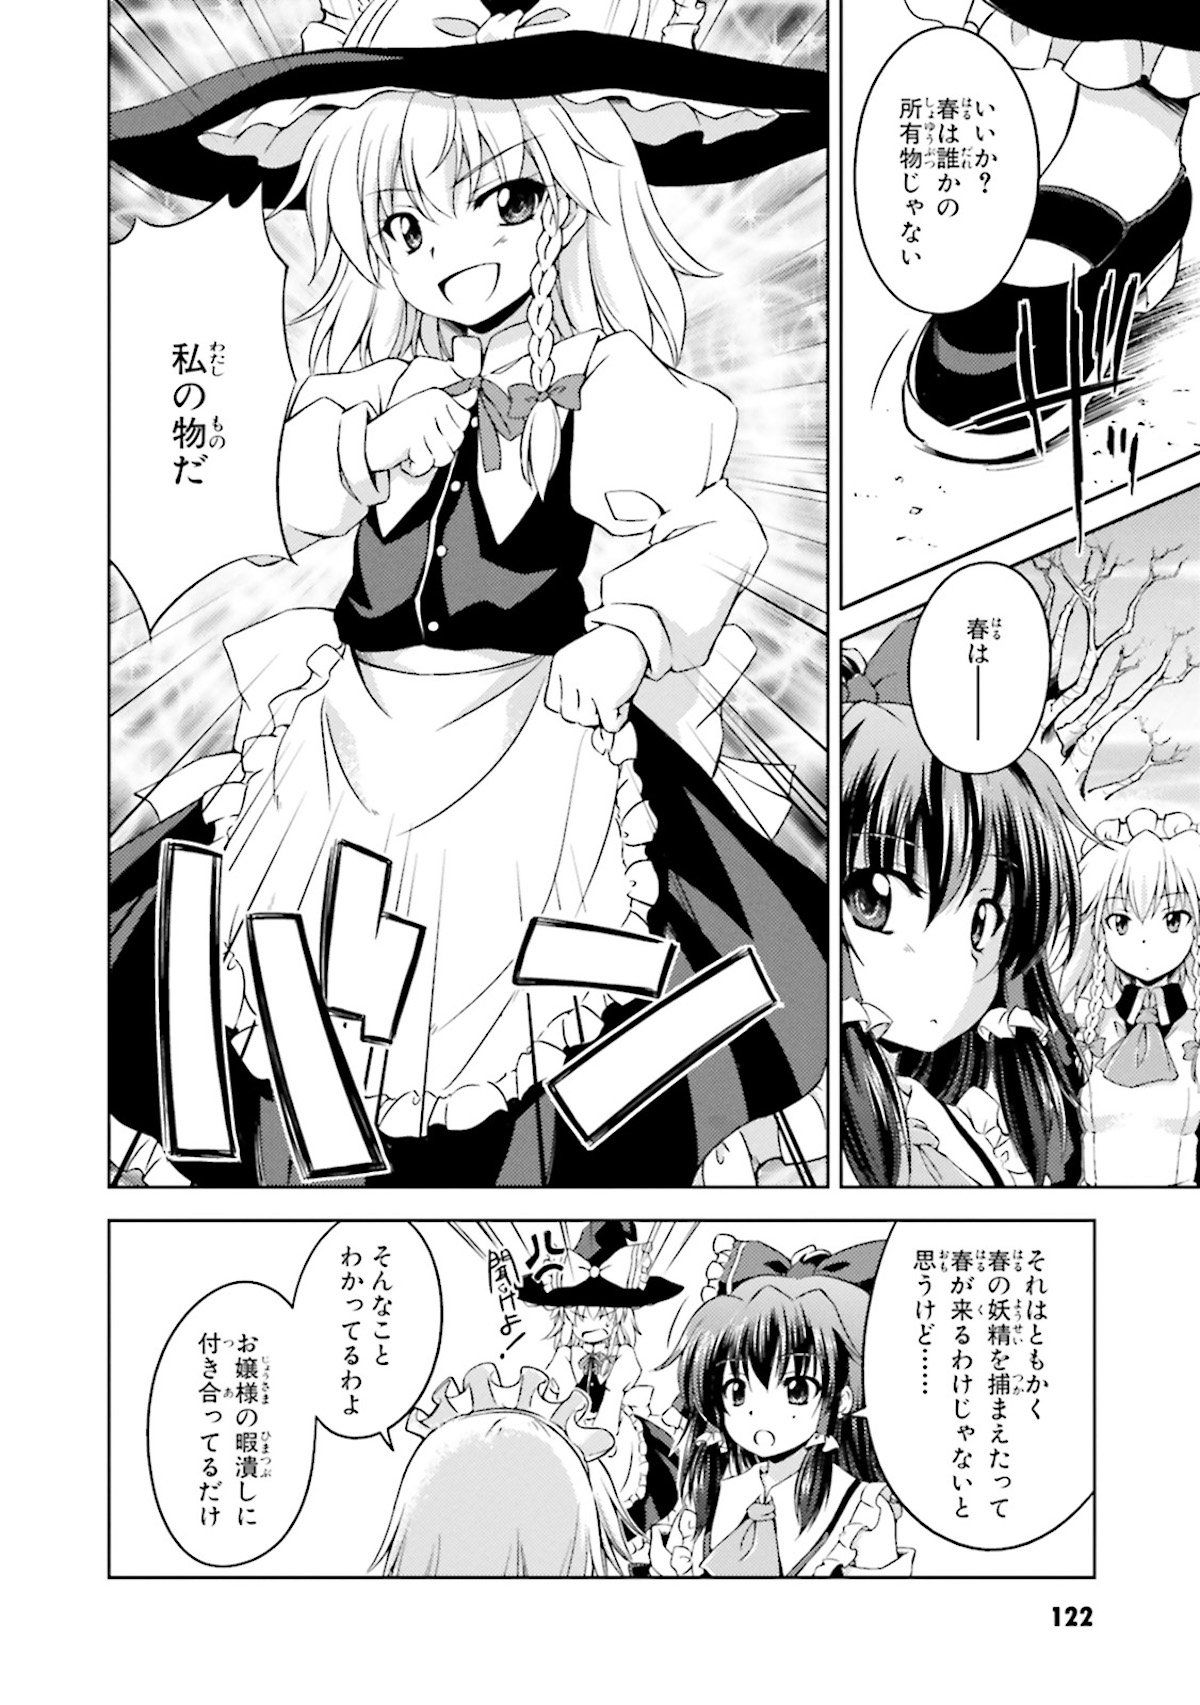 いいか？
春は誰かの
所有物じゃない
ザッ
春は――
私の物だ
バーン
それはともかく
春の妖精を捕まえたって
春が来るわけじゃないと
思うけど……
聞けよ！
そんなこと
わかってるわよ
お嬢様の暇潰しに
付き合ってるだけ
122